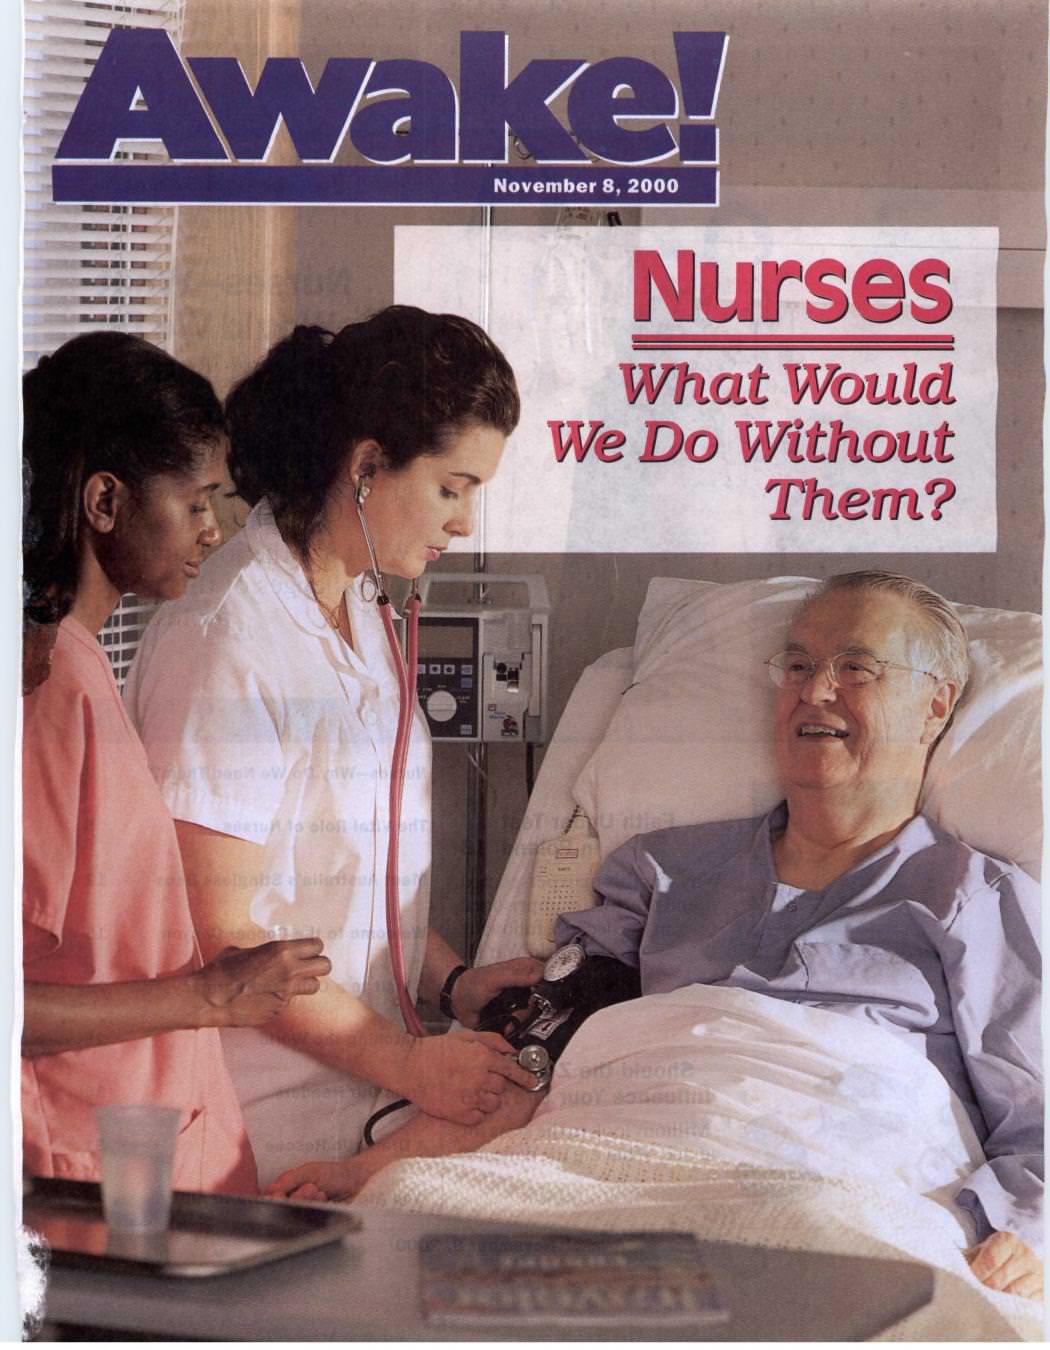 Awake!
November 8, 2000
Nurses
What Would
We Do Without
Them?